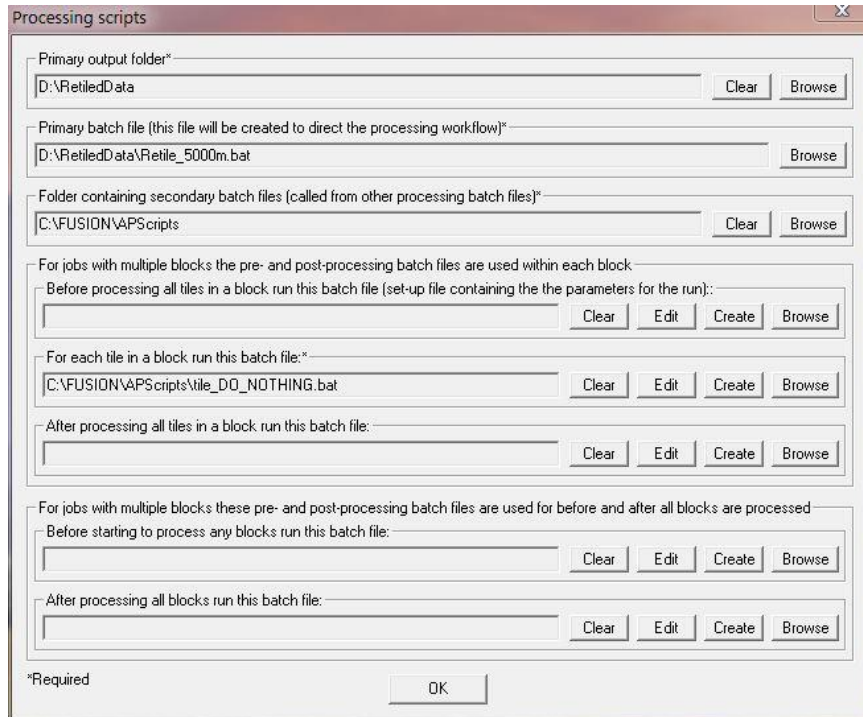 Processing scripts
Primary output folder*
D:\RetiledData
Clear Browse
Primary batch file (this file will be created to direct the processing workflow)*
D:\RetiledData\Retile_5000m.bat
Browse
Folder containing secondary batch files (called from other processing batch files)*
C:\FUSION\APScripts
Clear Browse
For jobs with multiple blocks the pre- and post-processing batch files are used within each block
Before processing all tiles in a block run this batch file (set-up file containing the the parameters for the run)::
Clear Edit Create Browse
For each tile in a block run this batch file:*
C:\FUSION\APScripts\tile_DO_NOTHING.bat
Clear Edit Create Browse
After processing all tiles in a block run this batch file:
Clear Edit Create Browse
For jobs with multiple blocks these pre- and post-processing batch files are used for before and after all blocks are processed
Before starting to process any blocks run this batch file:
Clear Edit Create Browse
After processing all blocks run this batch file:
Clear Edit Create Browse
*Required
OK